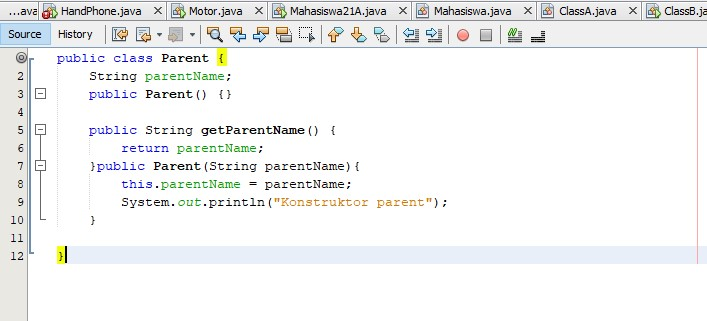 ...ava HandPhone.java Motor.java Mahasiswa21A.java Mahasiswa.java ClassA.java ClassB.ja
Source History
public class Parent {
2 String parentName;
3 public Parent() {}
4
5 public String getParentName() {
6 return parentName;
7 }public Parent(String parentName){
8 this.parentName = parentName;
9 System.out.println("Konstruktor parent");
10 }
11
12 }